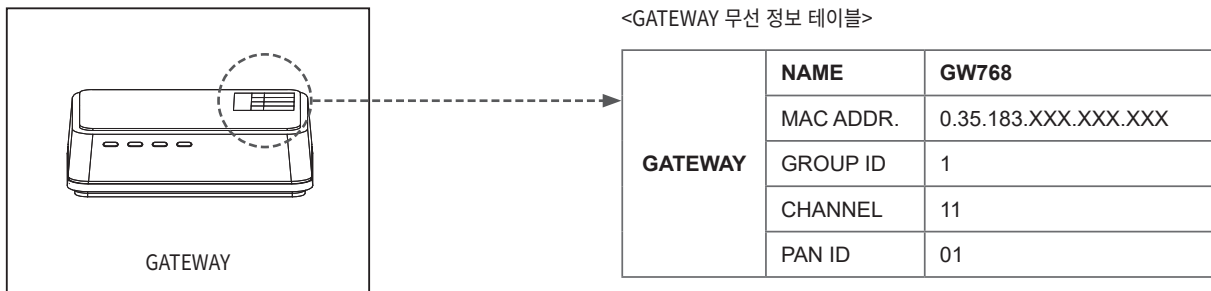 <GATEWAY 무선 정보 테이블>
GATEWAY
GATEWAY
NAME GW768
MAC ADDR. 0.35.183.XXX.XXX.XXX
GROUP ID 1
CHANNEL 11
PAN ID 01